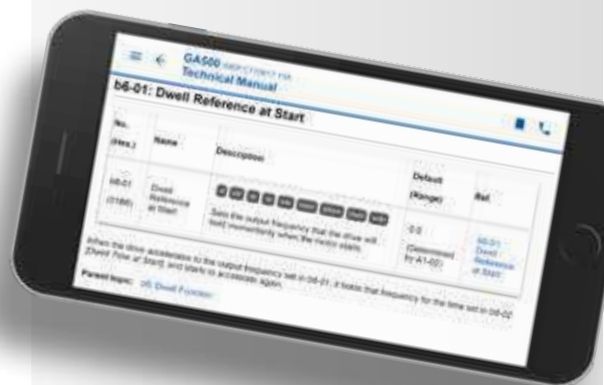 GA500
Technical Manual
b6-01: Dwell Reference at Start
No.
(Hex.)
Name
Description
Default
(Range)
Ref.
b6-01
Dwell
Reference
at Start
Sets the output frequency that the drive will
hold momentarily when the motor starts.
0.0
(Determined
by A1-02)
b6-01:
Dwell
Reference
at Start
When the drive accelerates to the output frequency set in b6-01, it holds that frequency for the time set in b6-02
[Dwell Time at Start] and starts to accelerate again.
Parent topic: b6: Dwell Function